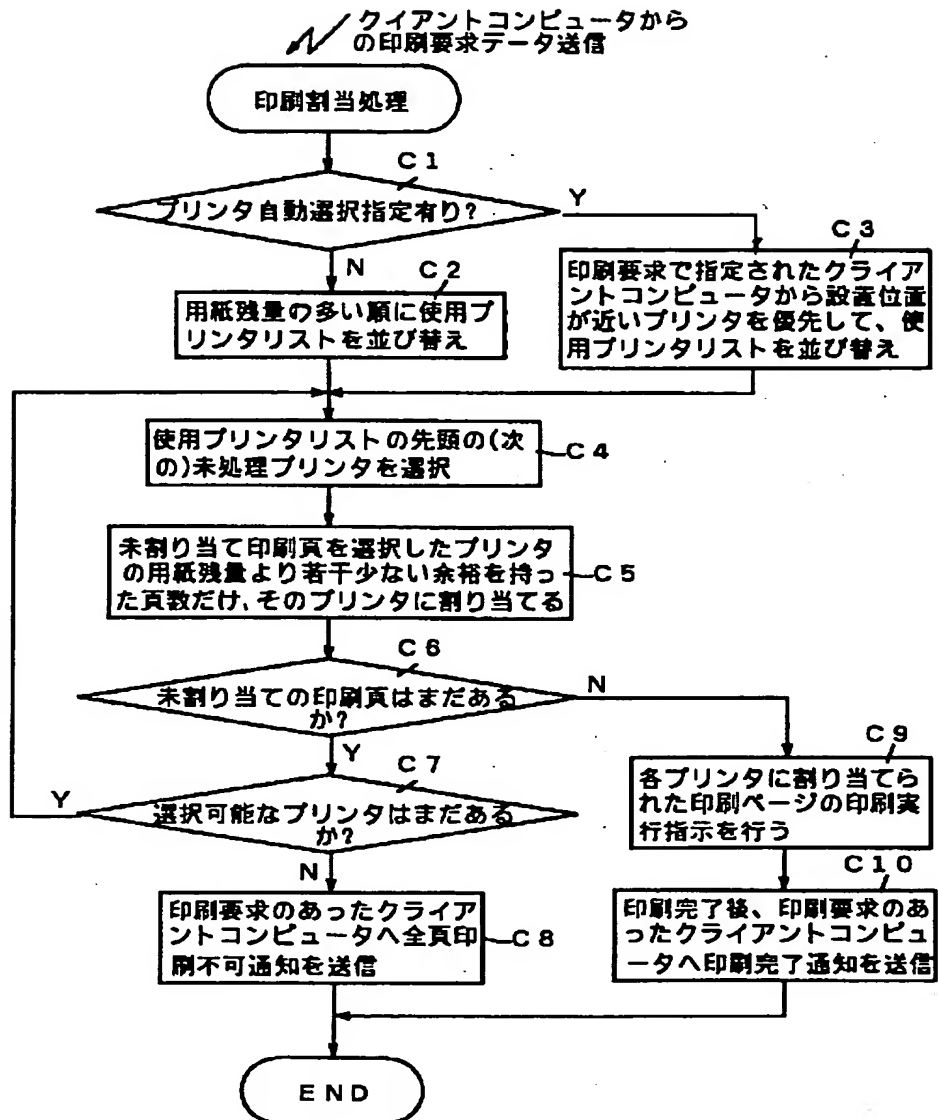 クイアントコンピュータから
の印刷要求データ送信
印刷割当処理
C1
プリンタ自動選択指定有り?
Y
N
C2
用紙残量の多い順に使用プ
リンタリストを並び替え
C3
印刷要求で指定されたクライア
ントコンピュータから設置位置
が近いプリンタを優先して、使
用プリンタリストを並び替え
使用プリンタリストの先頭の(次
の)未処理プリンタを選択
C4
未割り当て印刷頁を選択したプリンタ
の用紙残量より若干少ない余裕を持っ
た頁数だけ、そのプリンタに割り当てる
C5
C6
未割り当ての印刷頁はまだある
か?
N
Y
C7
Y
選択可能なプリンタはまだある
か?
N
印刷要求のあったクライア
ントコンピュータへ全頁印
刷不可通知を送信
C8
C9
各プリンタに割り当てら
れた印刷ページの印刷実
行指示を行う
C10
印刷完了後、印刷要求のあ
ったクライアントコンピュ
ータへ印刷完了通知を送信
END